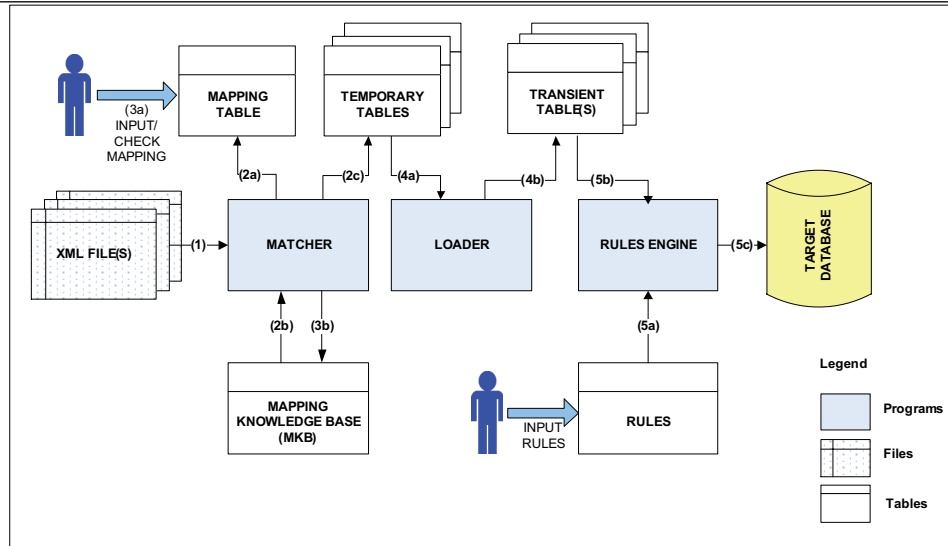 MAPPING
TABLE
TEMPORARY
TABLES
TRANSIENT
TABLE(S)
(3a)
INPUT/
CHECK
MAPPING
(2a)
(2c)
(4a)
(4b)
(5b)
XML FILE(S)
(1)
MATCHER
LOADER
RULES ENGINE
(5c)
TARGET
DATABASE
(2b)
(3b)
(5a)
MAPPING
KNOWLEDGE BASE
(MKB)
INPUT
RULES
RULES
Legend
Programs
Files
Tables